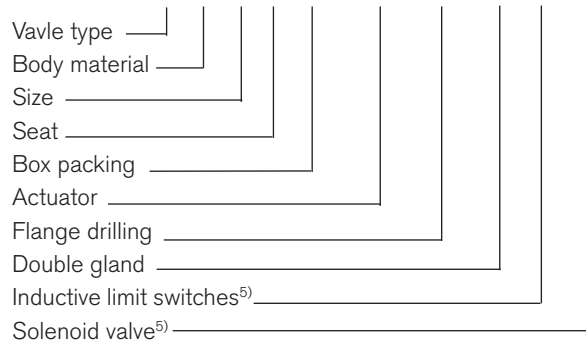 Vavle type
Body material
Size
Seat
Box packing
Actuator
Flange drilling
Double gland
Inductive limit switches5)
Solenoid valve5)